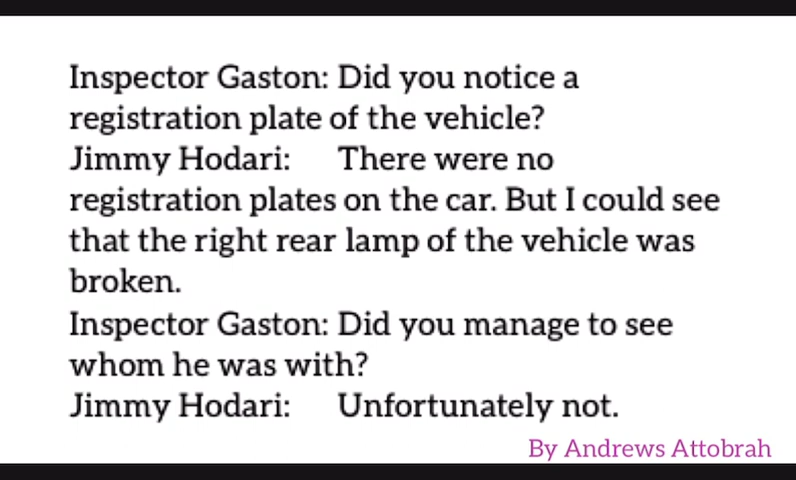 Inspector Gaston: Did you notice a
registration plate of the vehicle?
Jimmy Hodari: There were no
registration plates on the car. But I could see
that the right rear lamp of the vehicle was
broken.
Inspector Gaston: Did you manage to see
whom he was with?
Jimmy Hodari: Unfortunately not.
By Andrews Attobrah